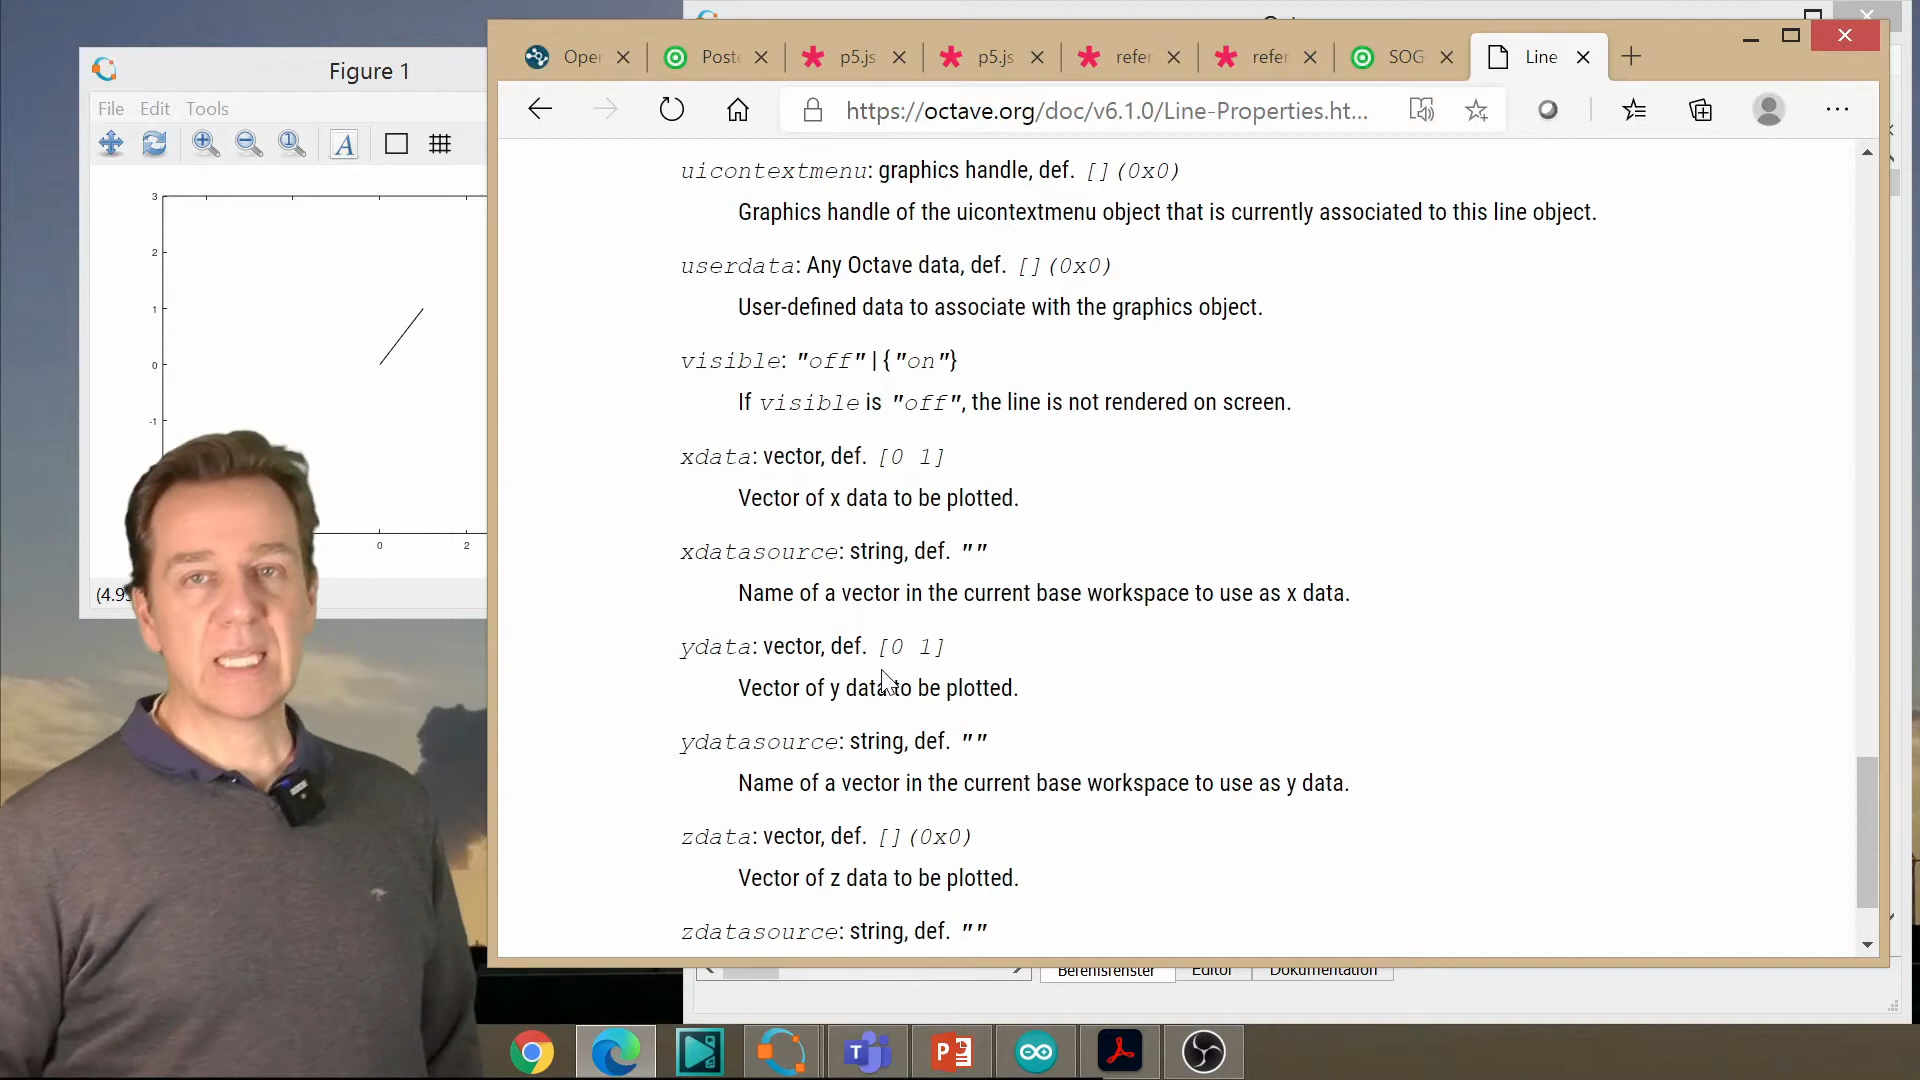 Figure 1
File Edit Tools
A
3
2
1
0
-1
0
2
Oper
Post
p5.js
p5.js
refer
refer
SOG
Line
https://octave.org/doc/v6.1.0/Line-Properties.ht...
uicontextmenu: graphics handle, def. [](0x0)
Graphics handle of the uicontextmenu object that is currently associated to this line object.
userdata: Any Octave data, def. [](0x0)
User-defined data to associate with the graphics object.
visible: "off"|{"on"}
If visible is "off", the line is not rendered on screen.
xdata: vector, def. [0 1]
Vector of x data to be plotted.
xdatasource: string, def. ""
Name of a vector in the current base workspace to use as x data.
ydata: vector, def. [0 1]
Vector of y data to be plotted.
ydatasource: string, def. ""
Name of a vector in the current base workspace to use as y data.
zdata: vector, def. [](0x0)
Vector of z data to be plotted.
zdatasource: string, def. ""
Editor
Dokumentation